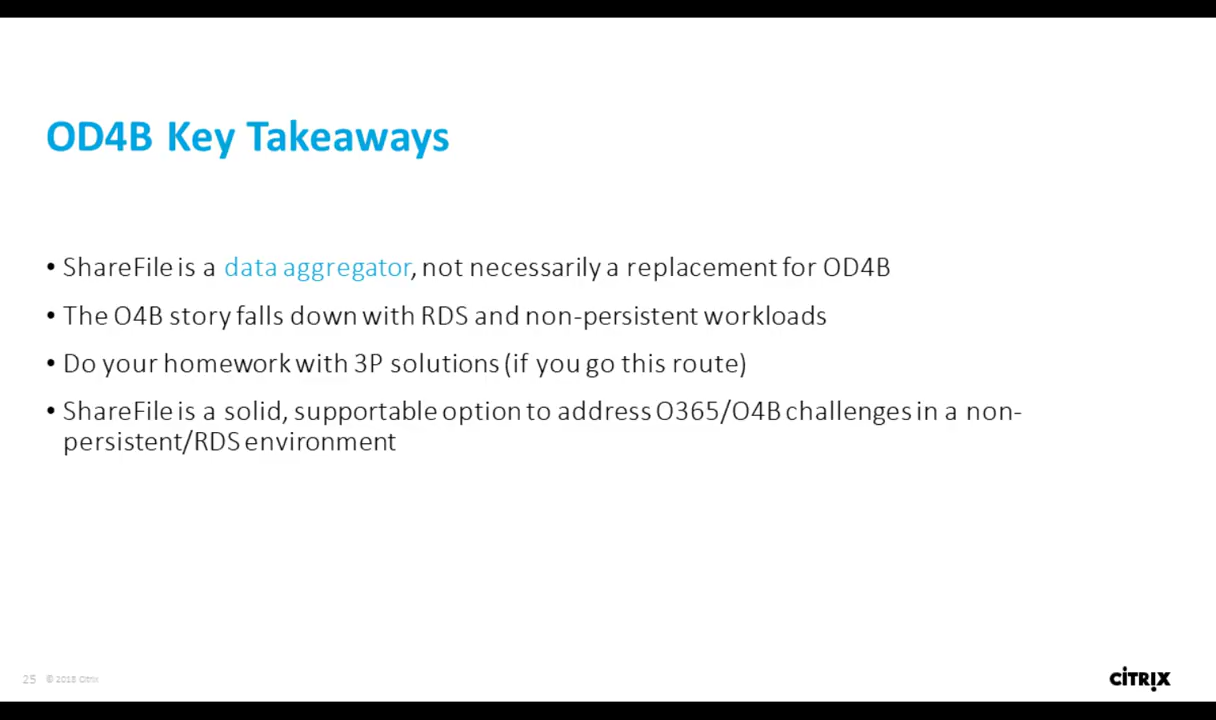 OD4B Key Takeaways
• ShareFile is a data aggregator, not necessarily a replacement for OD4B
• The O4B story falls down with RDS and non-persistent workloads
• Do your homework with 3P solutions (if you go this route)
• ShareFile is a solid, supportable option to address O365/O4B challenges in a non-
persistent/RDS environment
25 © 2018 Citrix
CITRIX